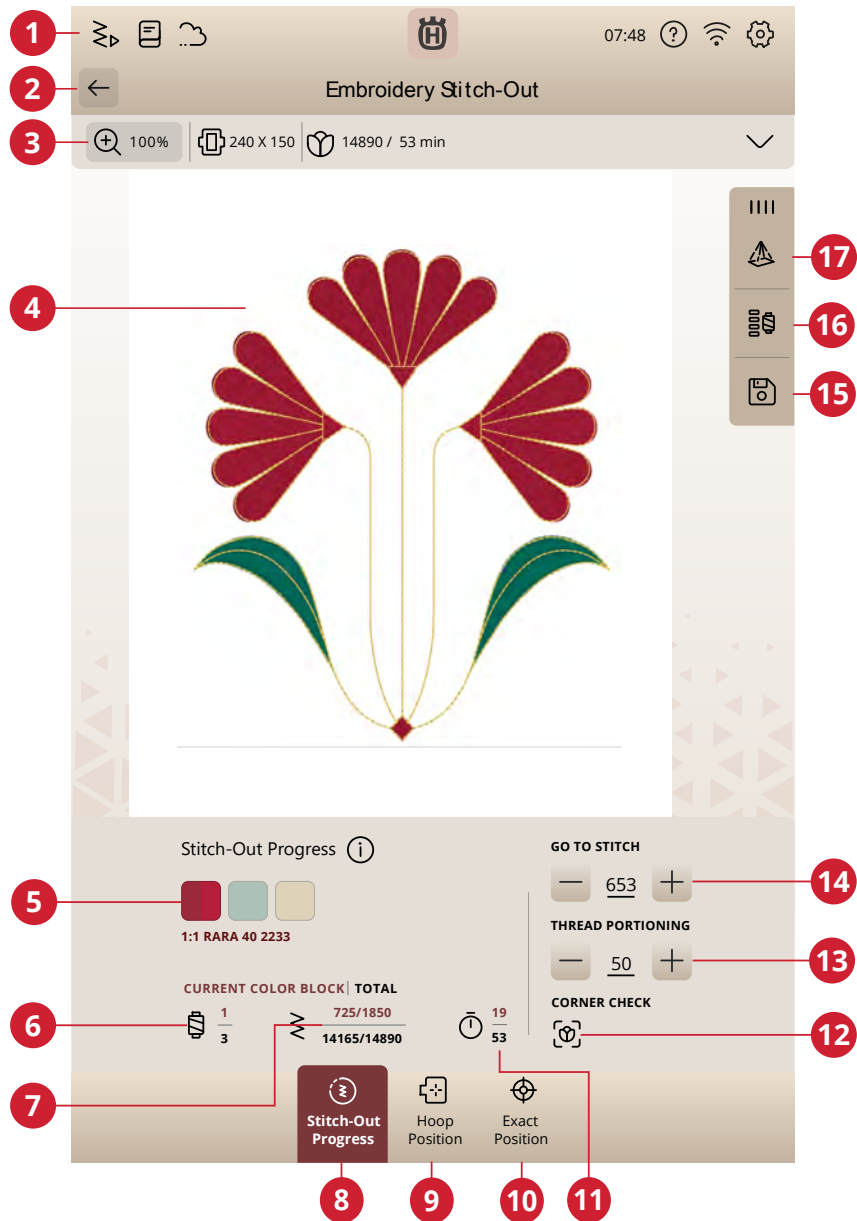 1
07:48
?
2
Embroidery Stitch-Out
3
100%
240 X 150
14890 / 53 min
17
16
15
4
Stitch-Out Progress
i
5
1:1 RARA 40 2233
CURRENT COLOR BLOCK | TOTAL
6
1
3
7
725/1850
14165/14890
19
53
GO TO STITCH
653
14
THREAD PORTIONING
50
13
CORNER CHECK
12
Stitch-Out
Progress
Hoop
Position
Exact
Position
8
9
10
11
H